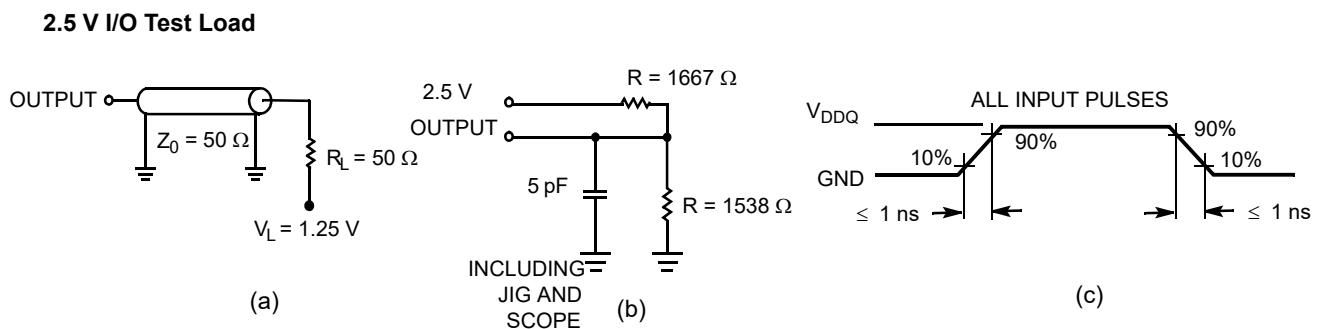 2.5 V I/O Test Load
OUTPUT
Z0 = 50 Ω
RL = 50 Ω
VL = 1.25 V
(a)
R = 1667 Ω
2.5 V
OUTPUT
5 pF
R = 1538 Ω
INCLUDING
JIG AND
SCOPE
(b)
ALL INPUT PULSES
VDDQ
90%
90%
10%
10%
GND
≤ 1 ns
≤ 1 ns
(c)